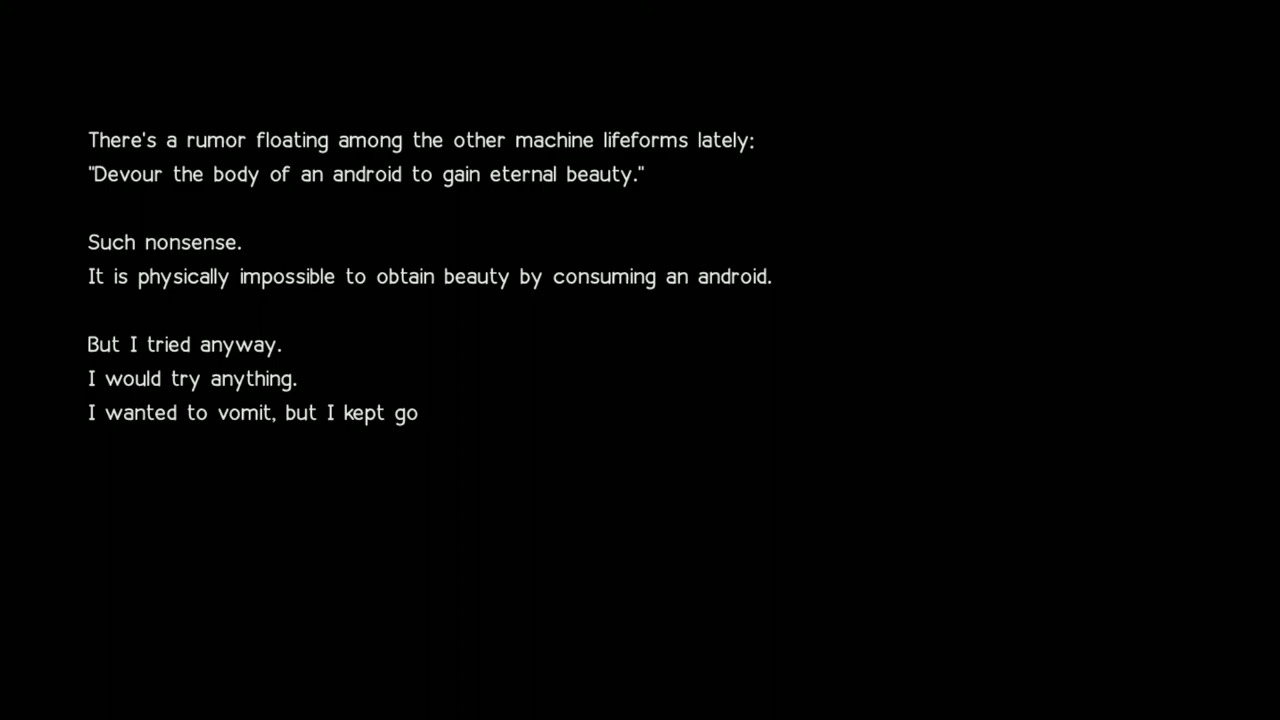 There's a rumor floating among the other machine lifeforms lately:
"Devour the body of an android to gain eternal beauty."
Such nonsense.
It is physically impossible to obtain beauty by consuming an android.
But I tried anyway.
I would try anything.
I wanted to vomit, but I kept go